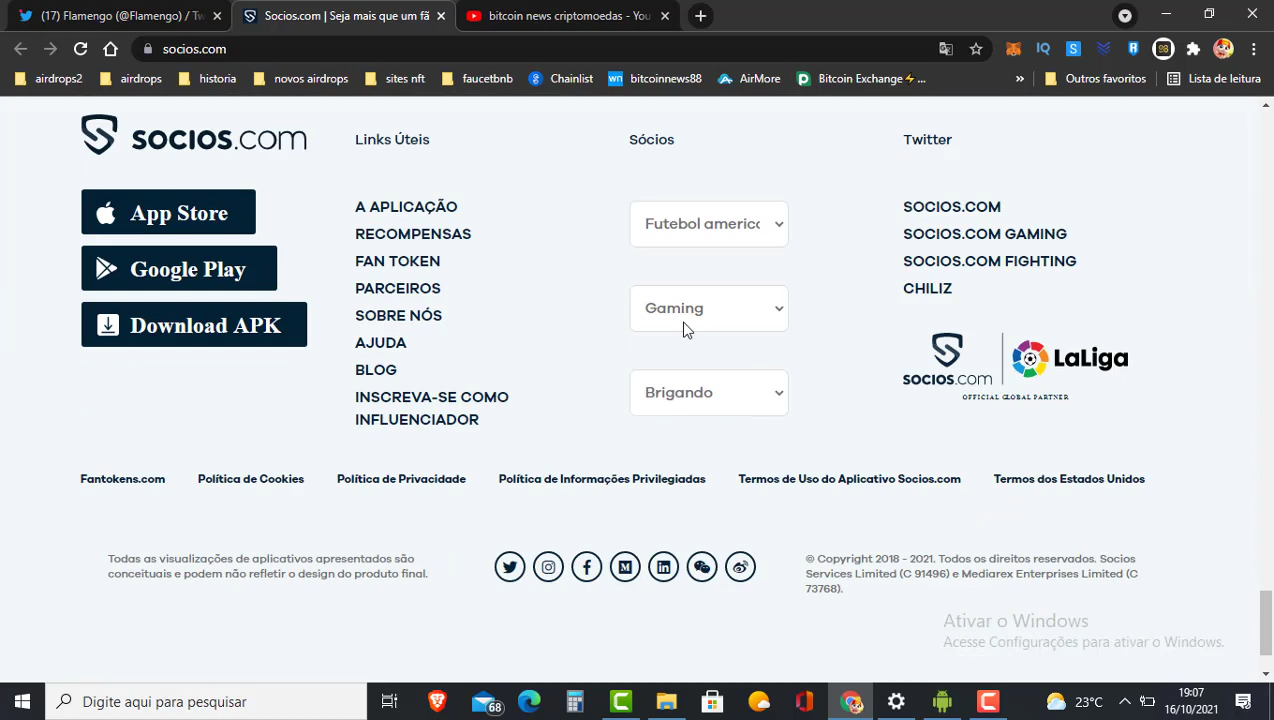 (17) Flamengo (@Flamengo) / Tw
Socios.com | Seja mais que um fã
bitcoin news criptomoedas - You
socios.com
airdrops2
airdrops
historia
novos airdrops
sites nft
faucetbnb
Chainlist
bitcoinnews88
AirMore
Bitcoin Exchange⚡...
»
Outros favoritos
Lista de leitura
socios.com
Links Úteis
Sócios
Twitter
App Store
Google Play
Download APK
A APLICAÇÃO
RECOMPENSAS
FAN TOKEN
PARCEIROS
SOBRE NÓS
AJUDA
BLOG
INSCREVA-SE COMO
INFLUENCIADOR
Futebol americ
Gaming
Brigando
SOCIOS.COM
SOCIOS.COM GAMING
SOCIOS.COM FIGHTING
CHILIZ
socios.com
LaLiga
OFFICIAL GLOBAL PARTNER
Fantokens.com
Política de Cookies
Política de Privacidade
Política de Informações Privilegiadas
Termos de Uso do Aplicativo Socios.com
Termos dos Estados Unidos
Todas as visualizações de aplicativos apresentados são
conceituais e podem não refletir o design do produto final.
© Copyright 2018 - 2021. Todos os direitos reservados. Socios
Services Limited (C 91496) e Mediarex Enterprises Limited (C
73768).
Ativar o Windows
Acesse Configurações para ativar o Windows.
Digite aqui para pesquisar
68
23°C
19:07
16/10/2021